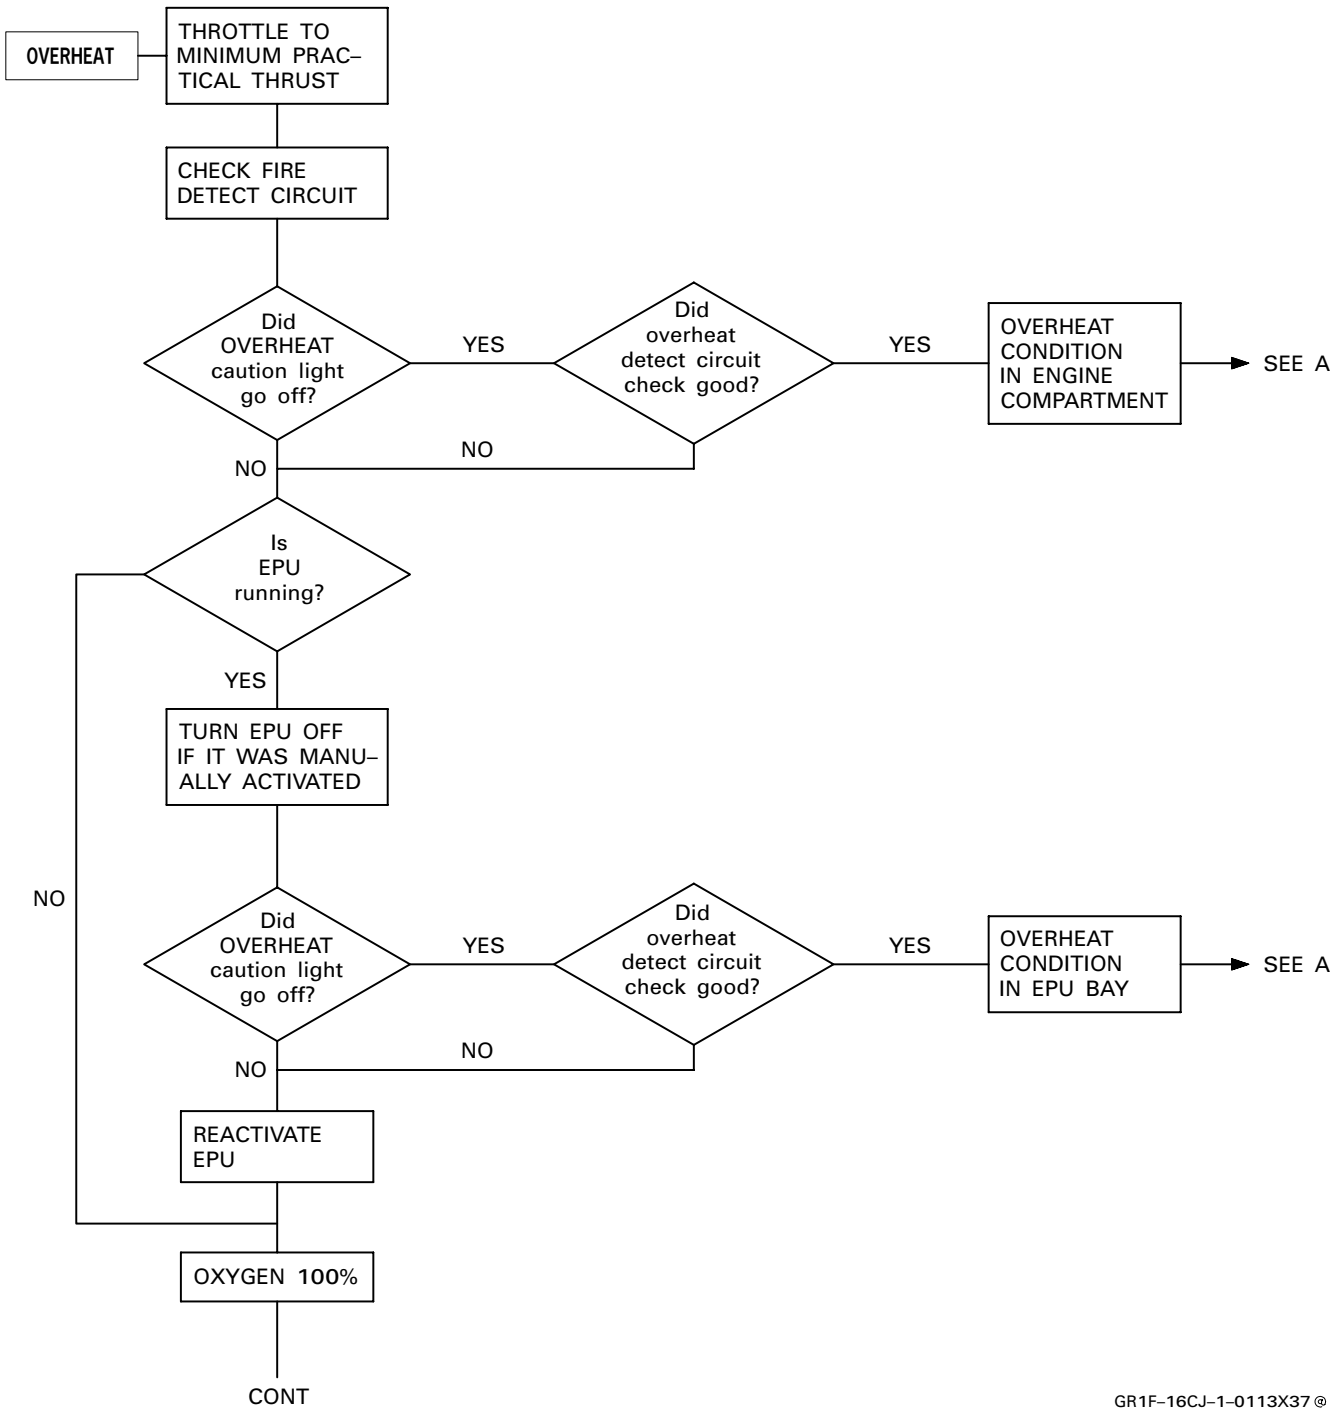 OVERHEAT
THROTTLE TO
MINIMUM PRAC–
TICAL THRUST
CHECK FIRE
DETECT CIRCUIT
Did
OVERHEAT
caution light
go off?
YES
Did
overheat
detect circuit
check good?
YES
OVERHEAT
CONDITION
IN ENGINE
COMPARTMENT
SEE A
NO
NO
Is
EPU
running?
YES
TURN EPU OFF
IF IT WAS MANU–
ALLY ACTIVATED
NO
Did
OVERHEAT
caution light
go off?
YES
Did
overheat
detect circuit
check good?
YES
OVERHEAT
CONDITION
IN EPU BAY
SEE A
NO
NO
REACTIVATE
EPU
OXYGEN 100%
CONT
GR1F–16CJ–1–0113X37@